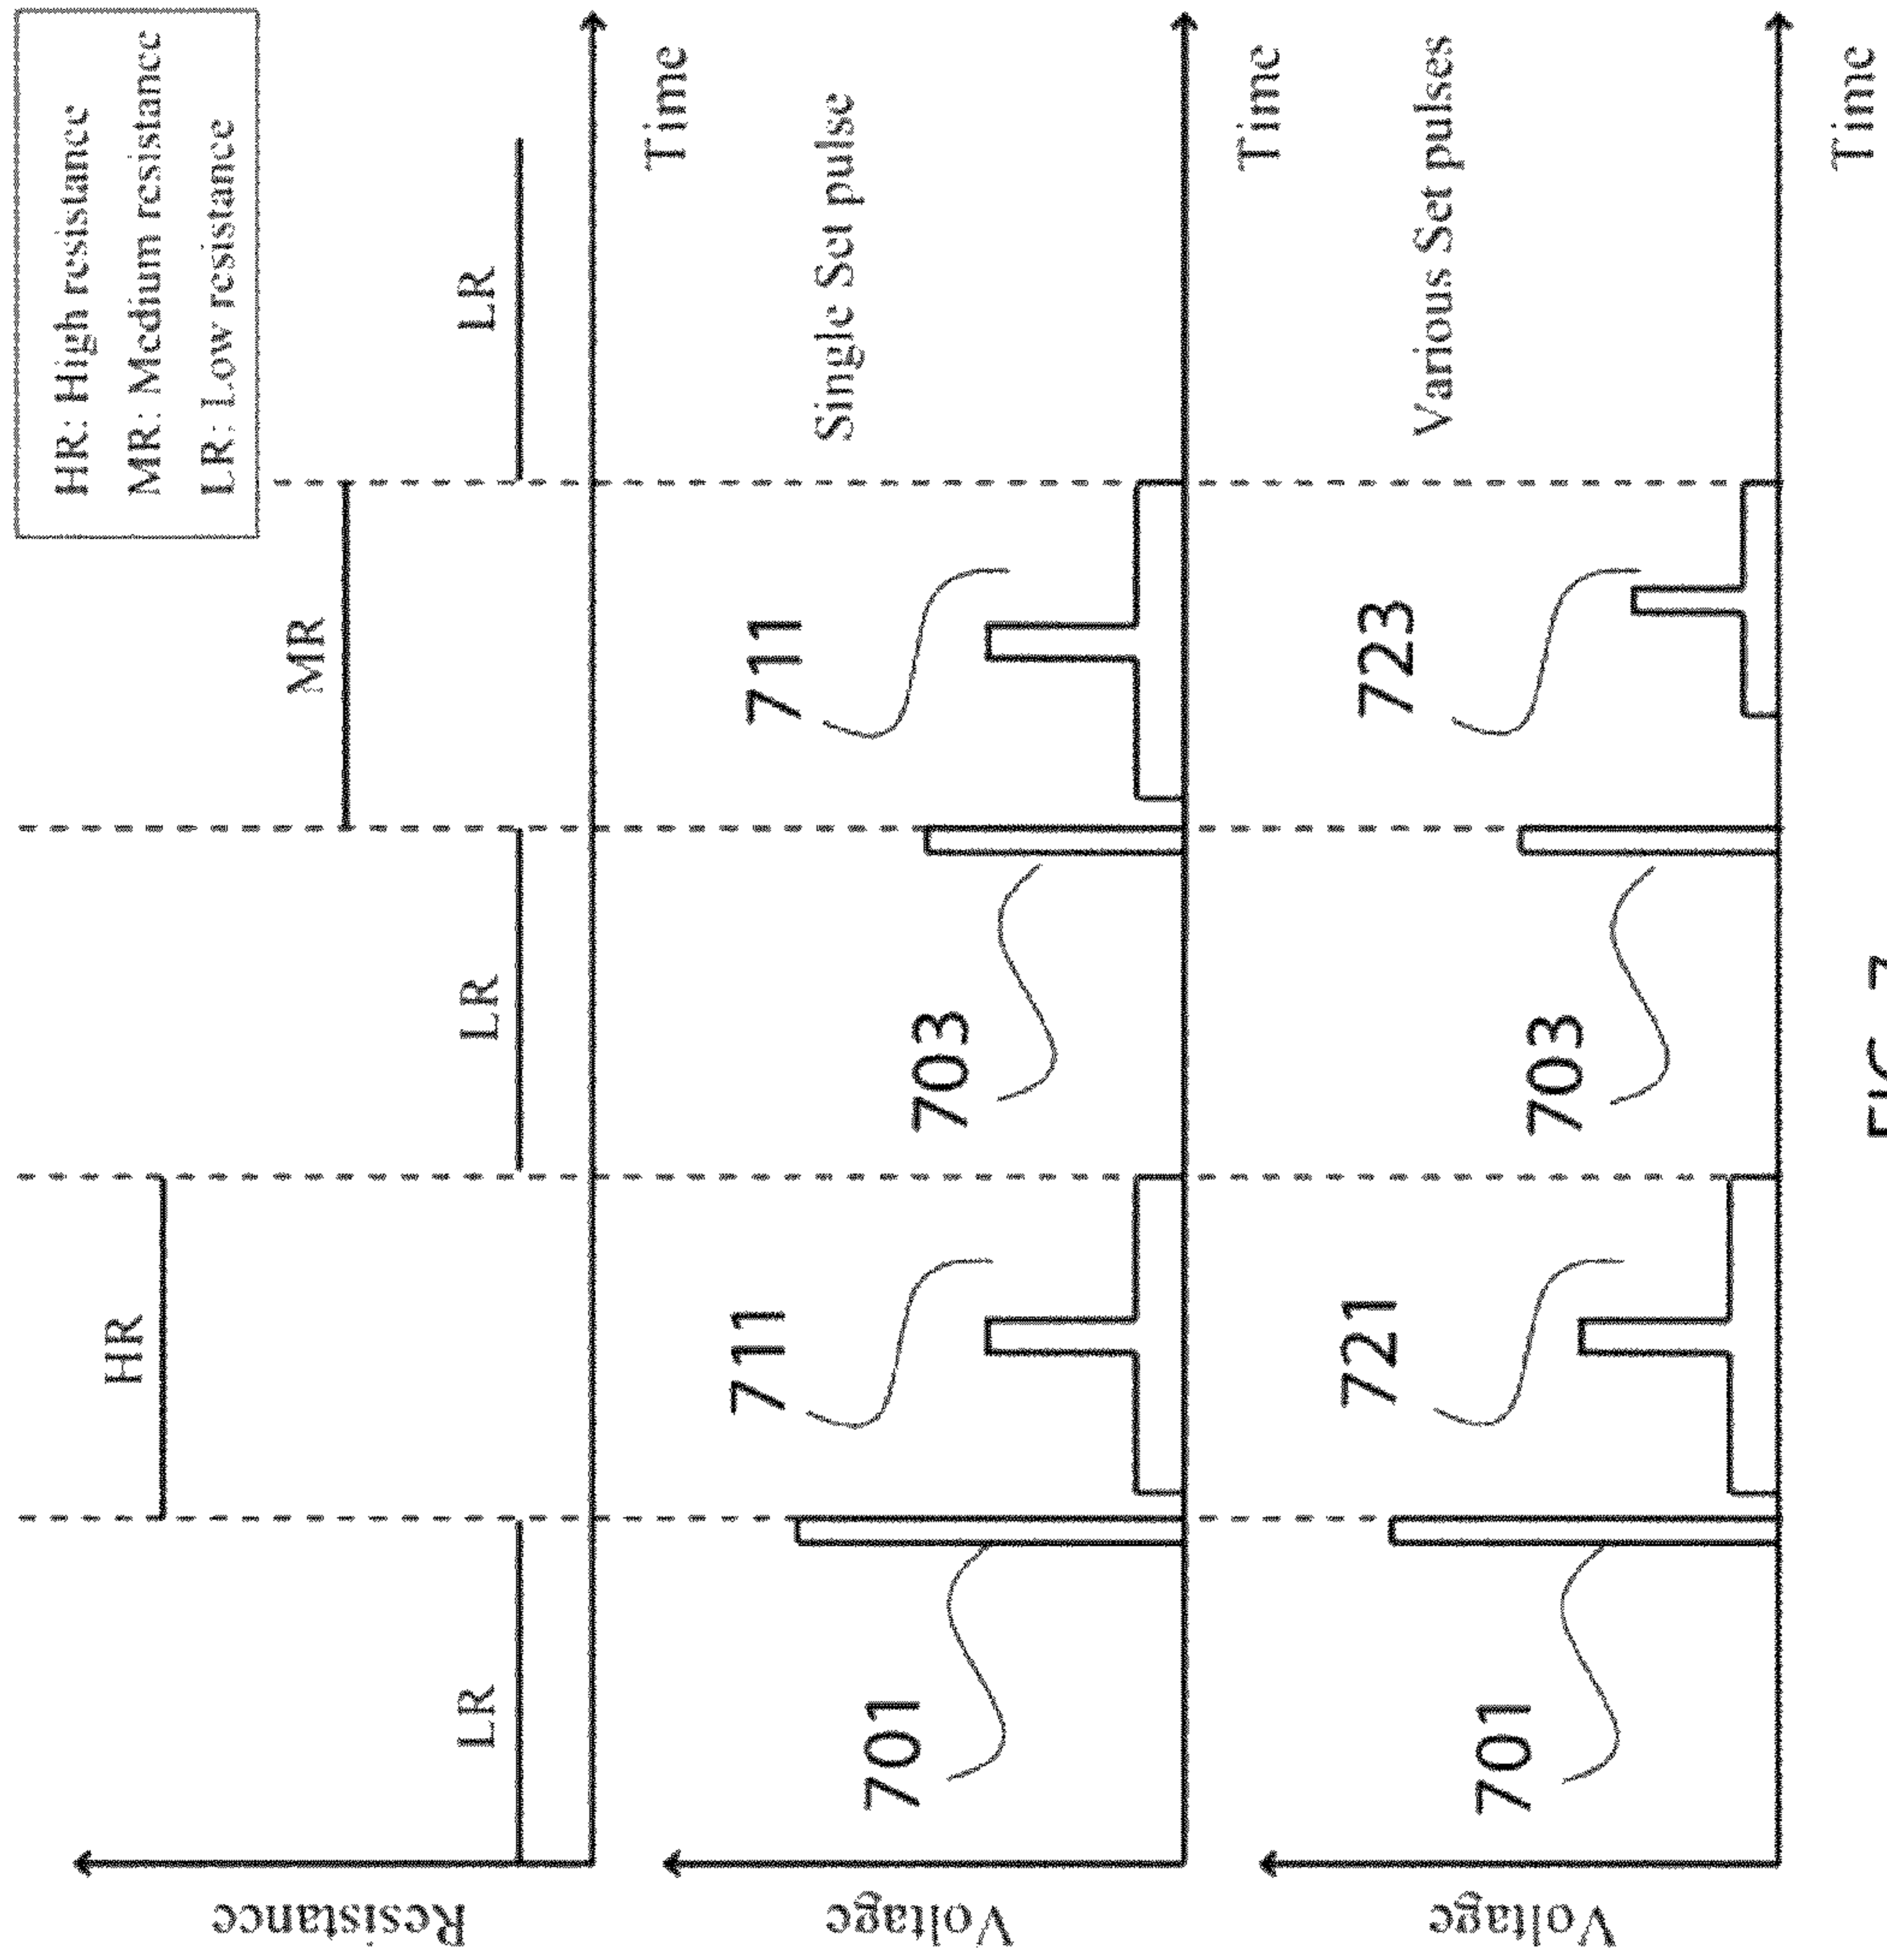 HR: High resistance
MR: Medium resistance
LR: Low resistance
Resistance
LR
HR
LR
MR
LR
Time
Voltage
Single Set pulse
701
711
703
711
Time
Voltage
Various Set pulses
701
721
703
723
Time